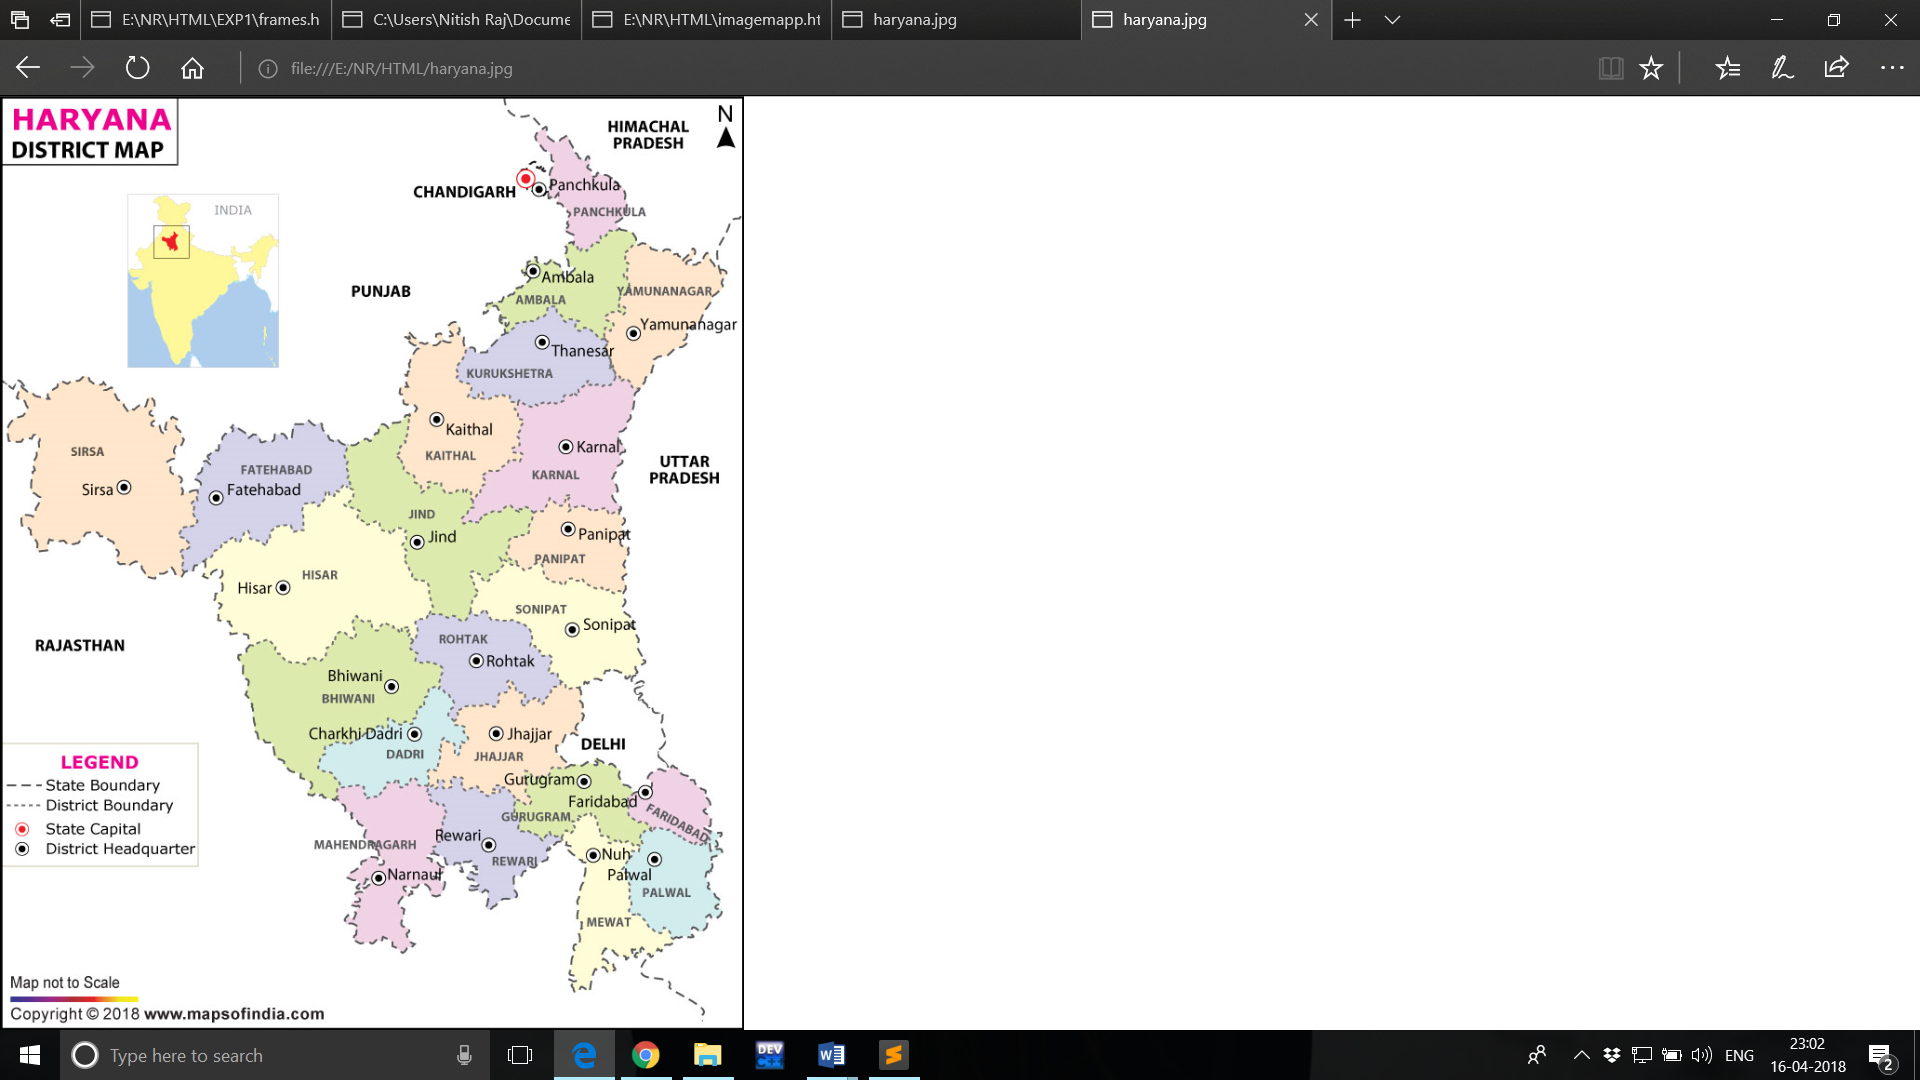 E:\NR\HTML\EXP1\frames.h
C:\Users\Nitish Raj\Docume
E:\NR\HTML\imagemapp.ht
haryana.jpg
haryana.jpg
file:///E:/NR/HTML/haryana.jpg
HARYANA
DISTRICT MAP
N
HIMACHAL
PRADESH
CHANDIGARH
Panchkula
PANCHKULA
INDIA
PUNJAB
Ambala
AMBALA
YAMUNANAGAR
Yamunanagar
Thanesar
KURUKSHETRA
Kaithal
KAITHAL
Karnal
KARNAL
UTTAR
PRADESH
SIRSA
Sirsa
FATEHABAD
Fatehabad
JIND
Jind
Panipat
PANIPAT
HISAR
Hisar
SONIPAT
Sonipat
RAJASTHAN
ROHTAK
Rohtak
Bhiwani
BHIWANI
Charkhi Dadri
DADRI
Jhajjar
JHAJJAR
DELHI
Gurugram
GURUGRAM
Faridabad
FARIDABAD
LEGEND
State Boundary
District Boundary
State Capital
District Headquarter
MAHENDRAGARH
Narnaul
Rewari
REWARI
Nuh
Palwal
PALWAL
MEWAT
Map not to Scale
Copyright © 2018 www.mapsofindia.com
Type here to search
DEV
C++
ENG
23:02
16-04-2018
2